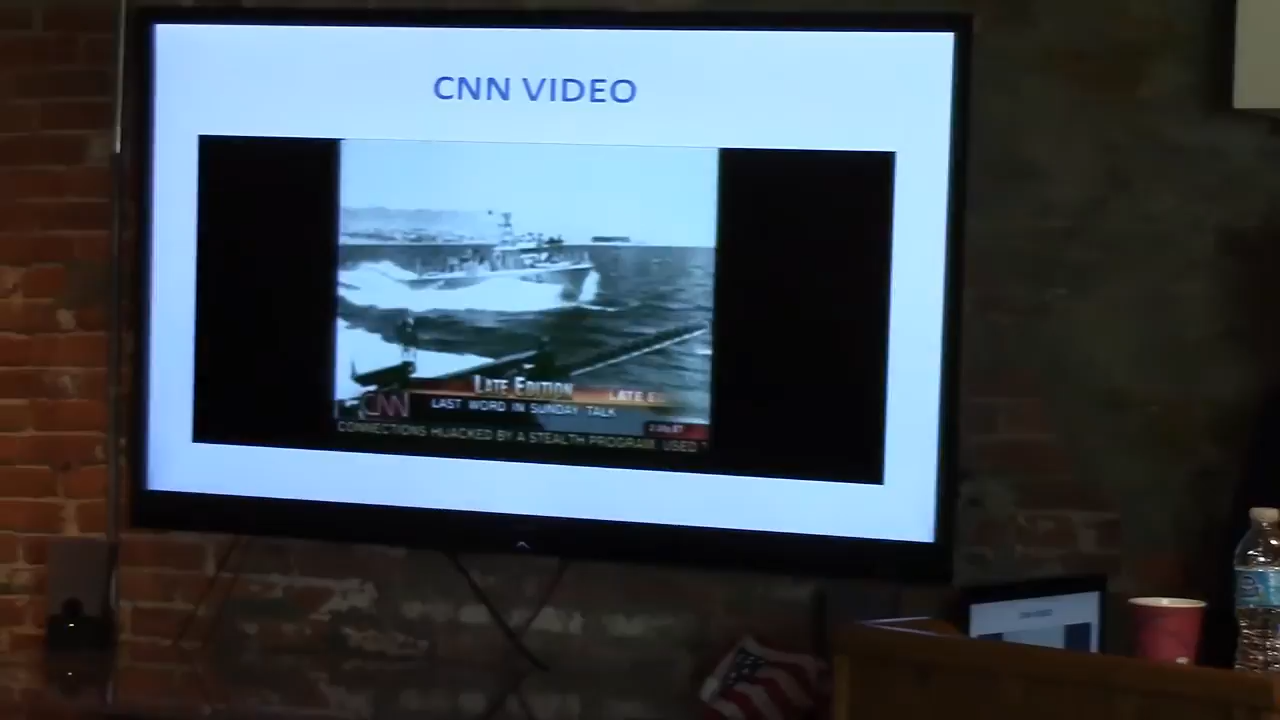 CNN VIDEO
LATE EDITION
LATE E
CNN
LAST WORD IN SUNDAY TALK
CONNECTIONS HIJACKED BY A STEALTH PROGRAM, USED